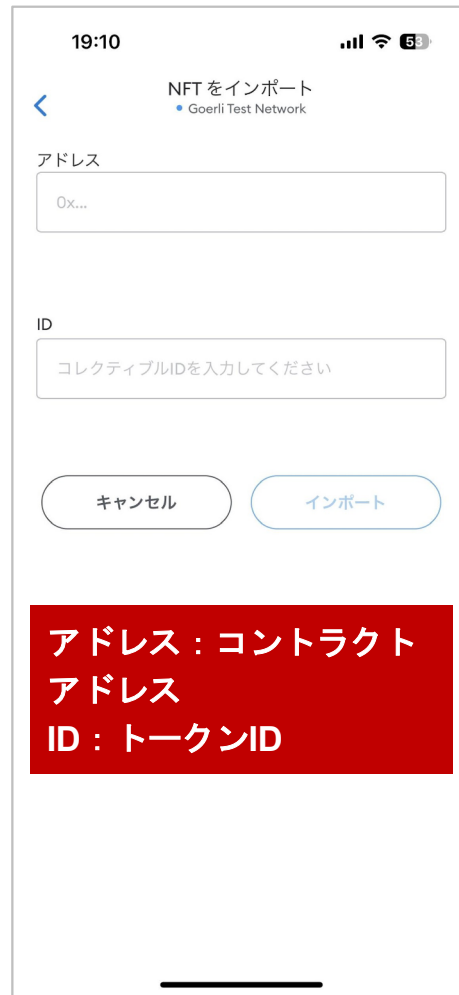 19:10
53
NFT をインポート
Goerli Test Network
アドレス
0x...
ID
コレクティブルIDを入力してください
キャンセル
インポート
アドレス：コントラクト
アドレス
ID：トークンID